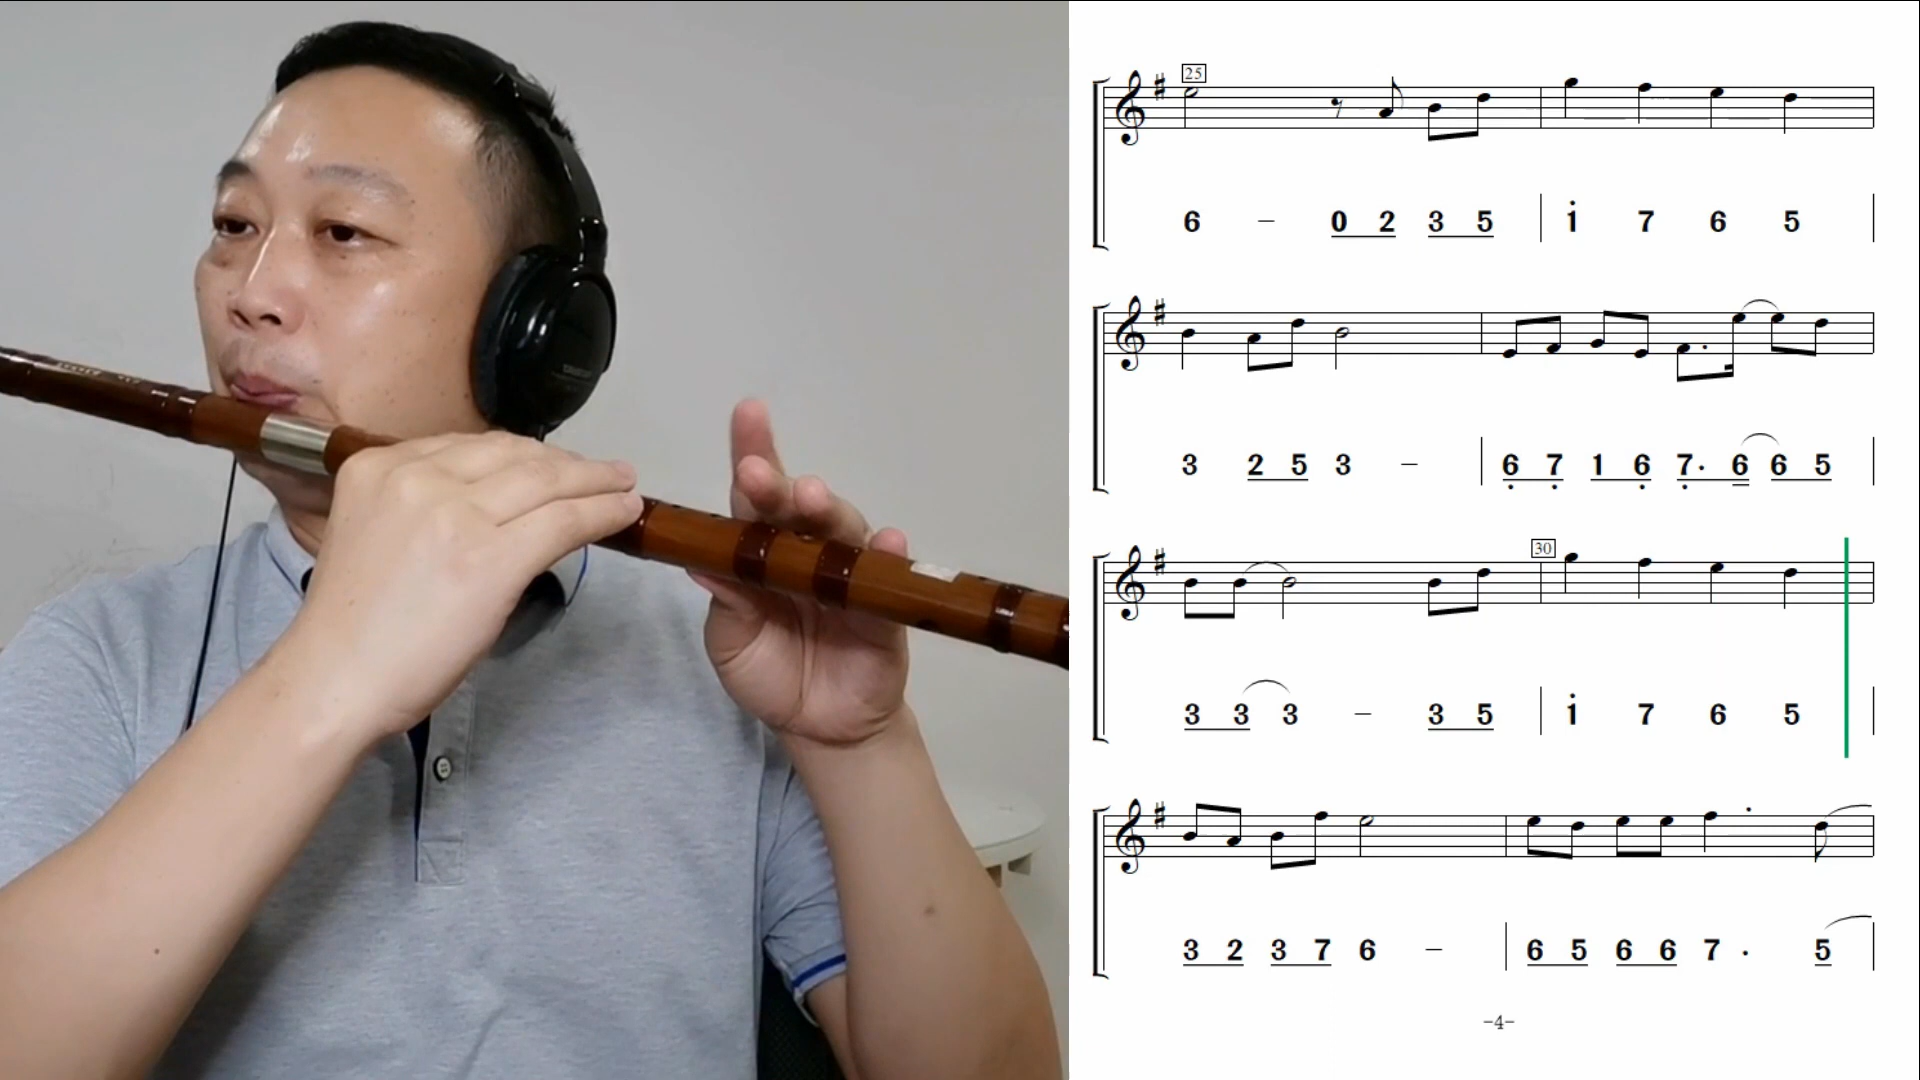 25
6 - 0 2 3 5 1 7 6 5
3 2 5 3 - 6 7 1 6 7. 6 6 5
30
3 3 3 - 3 5 1 7 6 5
3 2 3 7 6 - 6 5 6 6 7 . 5
-4-